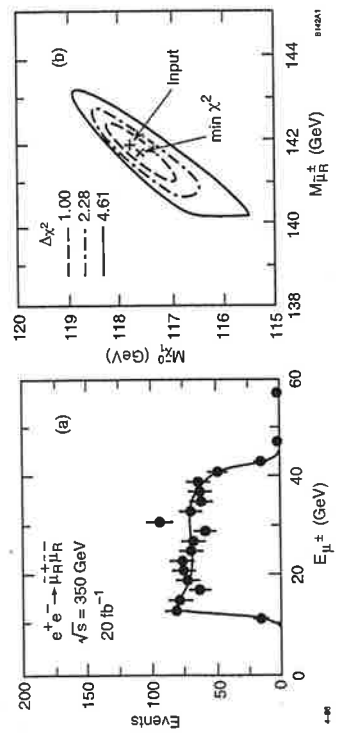 200
150
100
50
0
Events
(a)
e⁺e⁻→ μ̃⁺Rμ̃⁻R
√s = 350 GeV
20 fb⁻¹
0
20
40
60
Eμ± (GeV)
4-96
120
119
118
117
116
115
Mχ̃⁰₁ (GeV)
(b)
Δχ²
1.00
2.28
4.61
Input
min χ²
138
140
142
144
Mμ̃R± (GeV)
8142A1